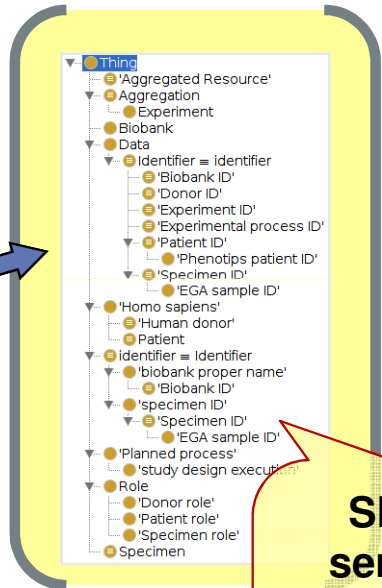 Thing
'Aggregated Resource'
Aggregation
Experiment
Biobank
Data
Identifier ≡ identifier
'Biobank ID'
'Donor ID'
'Experiment ID'
'Experimental process ID'
'Patient ID'
'Phenotips patient ID'
'Specimen ID'
'EGA sample ID'
'Homo sapiens'
'Human donor'
Patient
identifier ≡ Identifier
'biobank proper name'
'Biobank ID'
'specimen ID'
'Specimen ID'
'EGA sample ID'
'Planned process'
'study design execution'
Role
'Donor role'
'Patient role'
'Specimen role'
Specimen